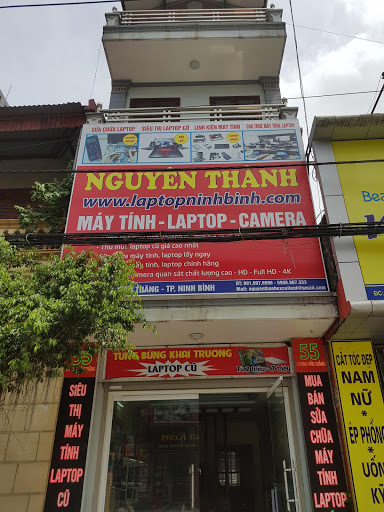 SỬA CHỮA LAPTOP
SIÊU THỊ LAPTOP CŨ
LINH KIỆN MÁY TÍNH
NGUYEN THANH
www.laptopninhbinh.com
MÁY TÍNH - LAPTOP - CAMERA
Thu mua laptop cũ giá cao nhất
máy tính, laptop lấy ngay
máy tính, laptop chính hãng
camera quan sát chất lượng cao - HD - Full HD - 4K
TP. NINH BÌNH
TƯNG BỪNG KHAI TRƯƠNG
LAPTOP CŨ
55
SIÊU
THỊ
MÁY
TÍNH
LAPTOP
CŨ
55
MUA
BÁN
SỬA
CHỮA
MÁY
TÍNH
LAPTOP
CẮT TÓC ĐẸP
NAM
NỮ
ÉP PHỒNG
UỐN
Bea